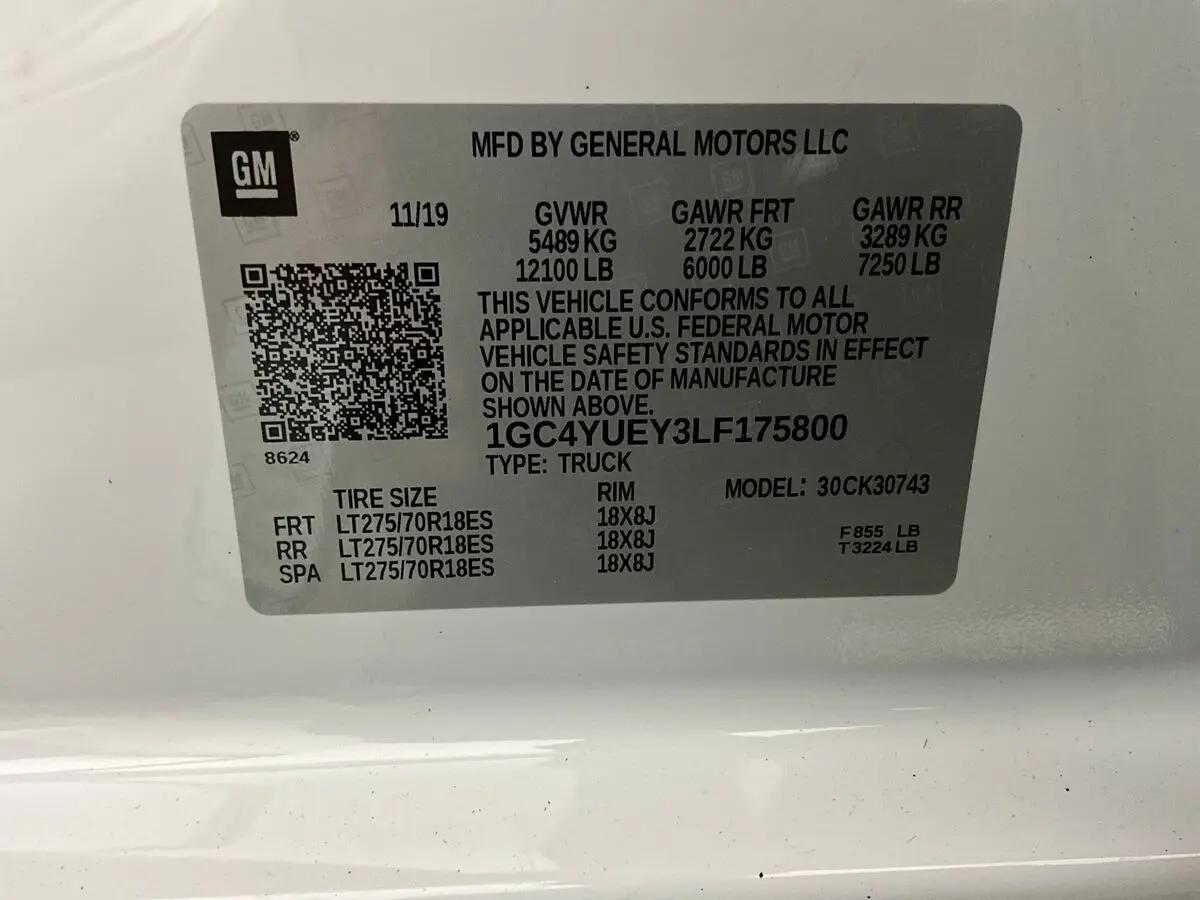 GM®
MFD BY GENERAL MOTORS LLC
11/19 GVWR GAWR FRT GAWR RR
5489 KG 2722 KG 3289 KG
12100 LB 6000 LB 7250 LB
THIS VEHICLE CONFORMS TO ALL
APPLICABLE U.S. FEDERAL MOTOR
VEHICLE SAFETY STANDARDS IN EFFECT
ON THE DATE OF MANUFACTURE
SHOWN ABOVE.
1GC4YUEY3LF175800
8624
TYPE: TRUCK
TIRE SIZE RIM MODEL: 30CK30743
FRT LT275/70R18ES 18X8J
RR LT275/70R18ES 18X8J
SPA LT275/70R18ES 18X8J
F 855 LB
T 3224 LB